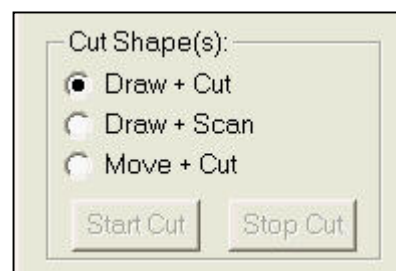 Cut Shape(s):
Draw + Cut
Draw + Scan
Move + Cut
Start Cut Stop Cut